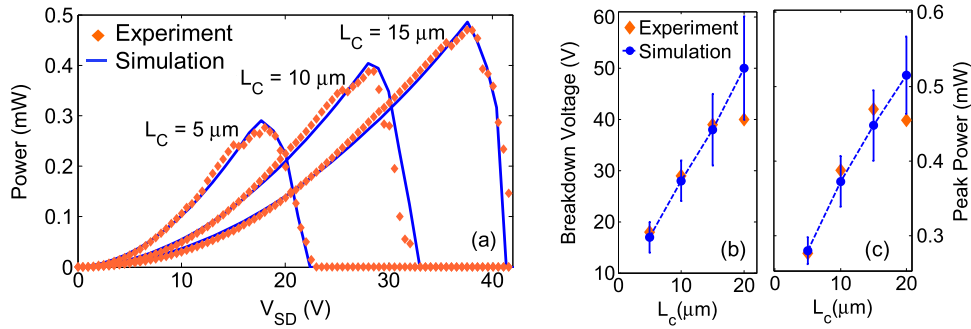 0.5
0.4
0.3
0.2
0.1
0
Power (mW)
Experiment
Simulation
L_C = 5 μm
L_C = 10 μm
L_C = 15 μm
(a)
0 10 20 30 40
V_SD (V)
60
50
40
30
20
10
Breakdown Voltage (V)
Experiment
Simulation
(b)
0 10 20
L_c(μm)
(c)
0 10 20
L_c(μm)
0.6
0.5
0.4
0.3
Peak Power (mW)